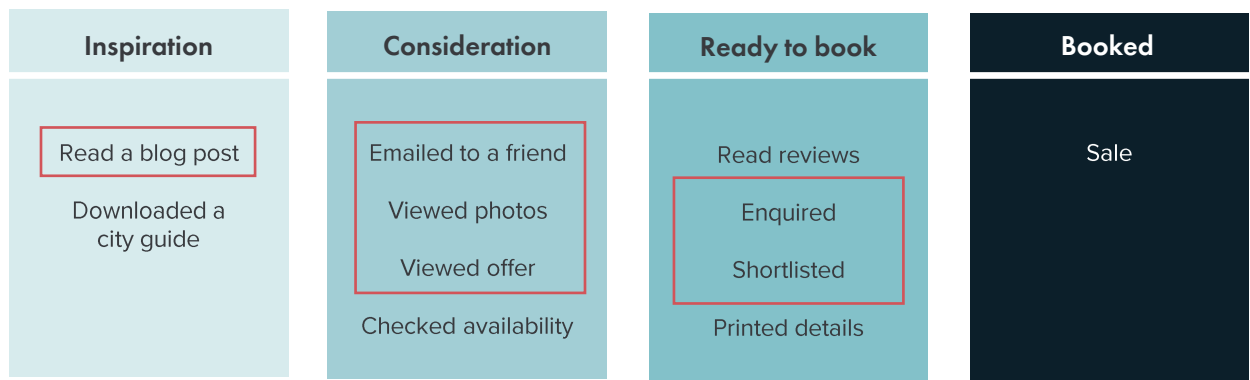 Inspiration
Read a blog post
Downloaded a
city guide
Consideration
Emailed to a friend
Viewed photos
Viewed offer
Checked availability
Ready to book
Read reviews
Enquired
Shortlisted
Printed details
Booked
Sale